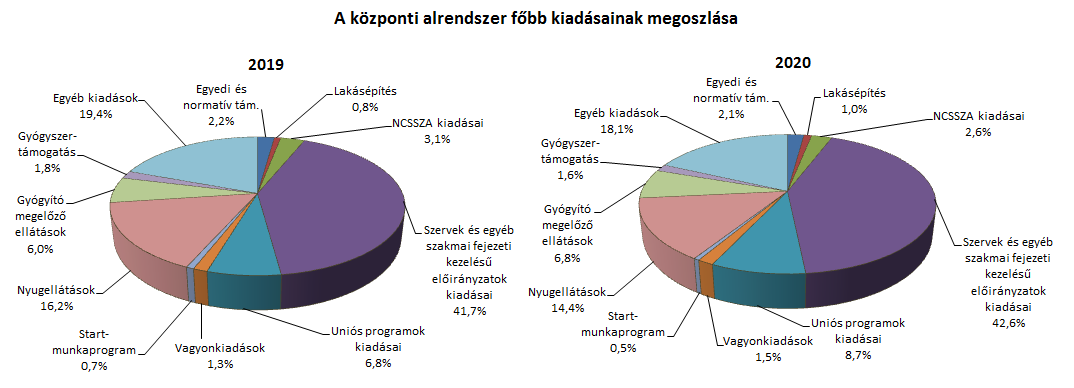 A központi alrendszer főbb kiadásainak megoszlása
2019
Egyedi és
normatív tám.
2,2%
Lakásépítés
0,8%
NCSSZA kiadásai
3,1%
Szervek és egyéb
szakmai fejezeti
kezelésű
előirányzatok
kiadásai
41,7%
Uniós programok
kiadásai
6,8%
Vagyonkiadások
1,3%
Start-
munkaprogram
0,7%
Nyugellátások
16,2%
Gyógyító
megelőző
ellátások
6,0%
Gyógyszer-
támogatás
1,8%
Egyéb kiadások
19,4%
2020
Egyedi és
normatív tám.
2,1%
Lakásépítés
1,0%
NCSSZA kiadásai
2,6%
Szervek és egyéb
szakmai fejezeti
kezelésű
előirányzatok
kiadásai
42,6%
Uniós programok
kiadásai
8,7%
Vagyonkiadások
1,5%
Start-
munkaprogram
0,5%
Nyugellátások
14,4%
Gyógyító
megelőző
ellátások
6,8%
Gyógyszer-
támogatás
1,6%
Egyéb kiadások
18,1%